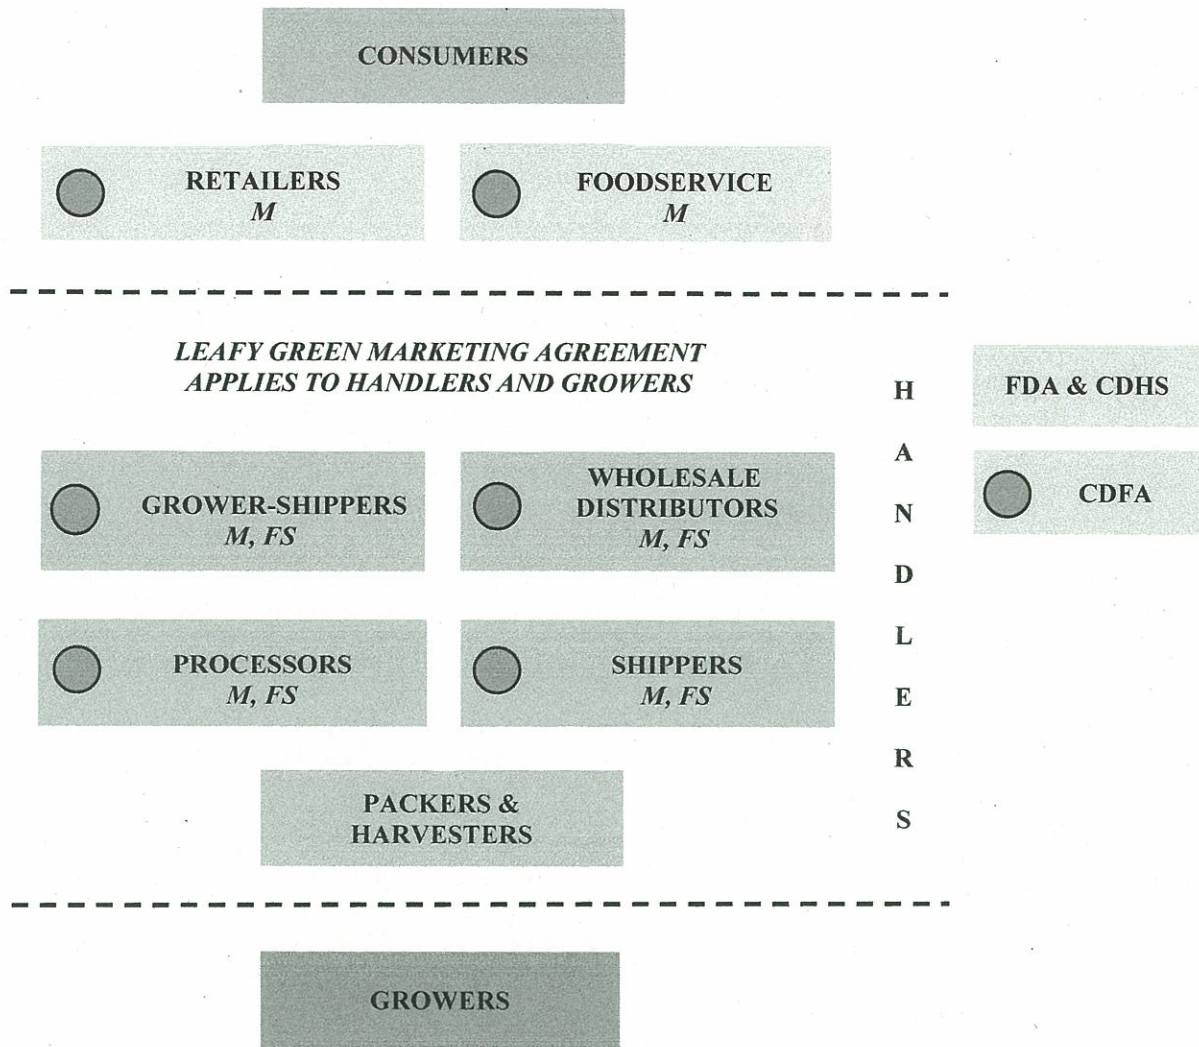 CONSUMERS
RETAILERS
M
FOODSERVICE
M
LEAFY GREEN MARKETING AGREEMENT
APPLIES TO HANDLERS AND GROWERS
HANDLERS
FDA & CDHS
CDFA
GROWER-SHIPPERS
M, FS
WHOLESALE
DISTRIBUTORS
M, FS
PROCESSORS
M, FS
SHIPPERS
M, FS
PACKERS &
HARVESTERS
GROWERS